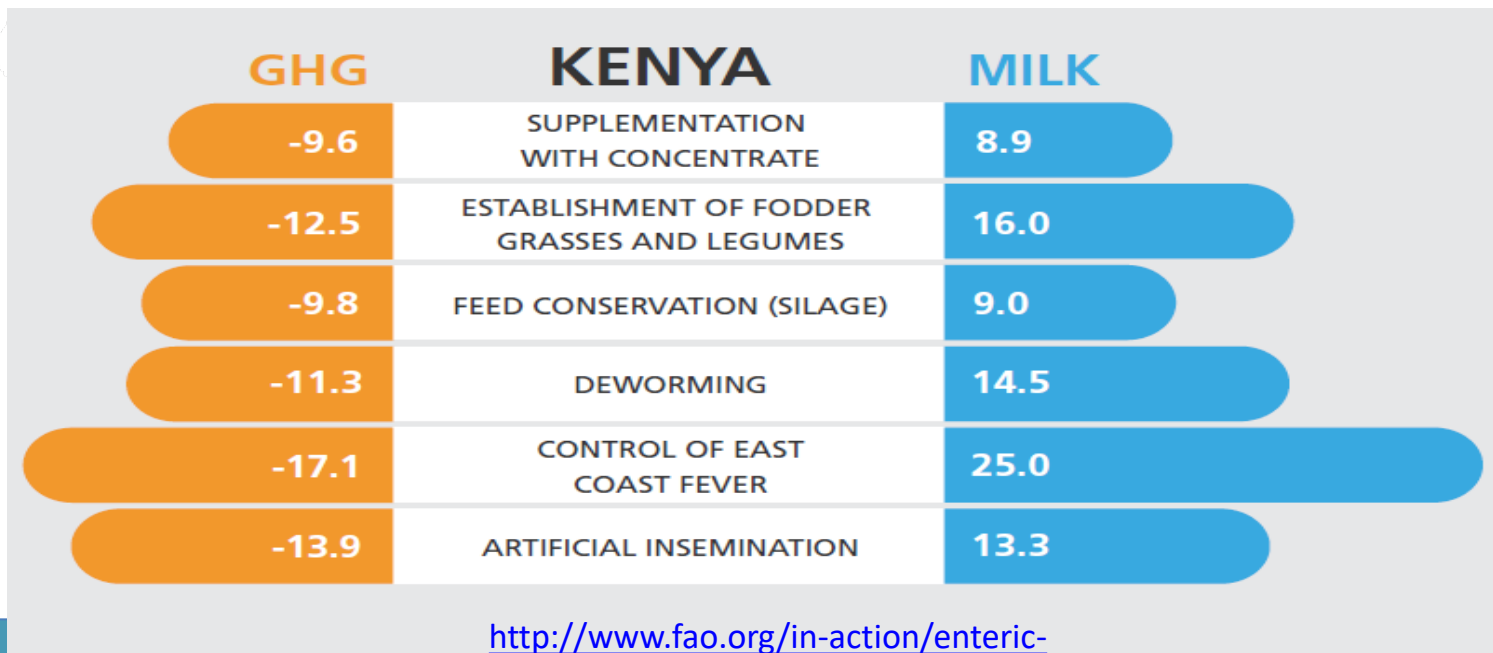 GHG KENYA MILK
-9.6 SUPPLEMENTATION WITH CONCENTRATE 8.9
-12.5 ESTABLISHMENT OF FODDER GRASSES AND LEGUMES 16.0
-9.8 FEED CONSERVATION (SILAGE) 9.0
-11.3 DEWORMING 14.5
-17.1 CONTROL OF EAST COAST FEVER 25.0
-13.9 ARTIFICIAL INSEMINATION 13.3
http://www.fao.org/in-action/enteric-